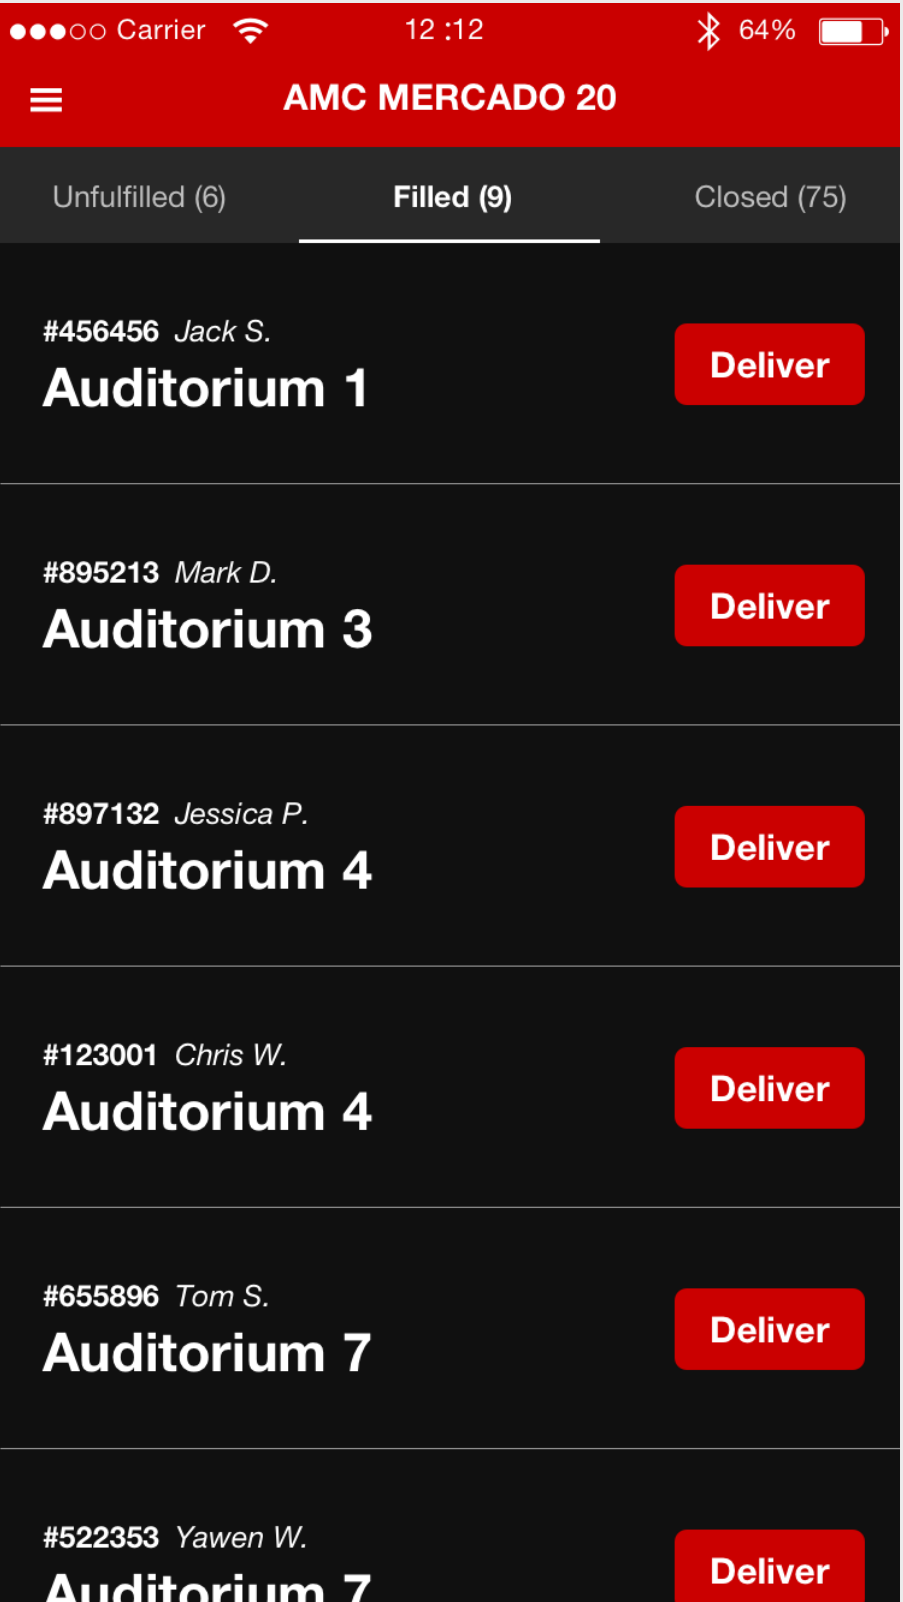 Carrier 12 :12 64%
AMC MERCADO 20
Unfulfilled (6) Filled (9) Closed (75)
#456456 Jack S.
Auditorium 1
Deliver
#895213 Mark D.
Auditorium 3
Deliver
#897132 Jessica P.
Auditorium 4
Deliver
#123001 Chris W.
Auditorium 4
Deliver
#655896 Tom S.
Auditorium 7
Deliver
#522353 Yawen W.
Auditorium 7
Deliver